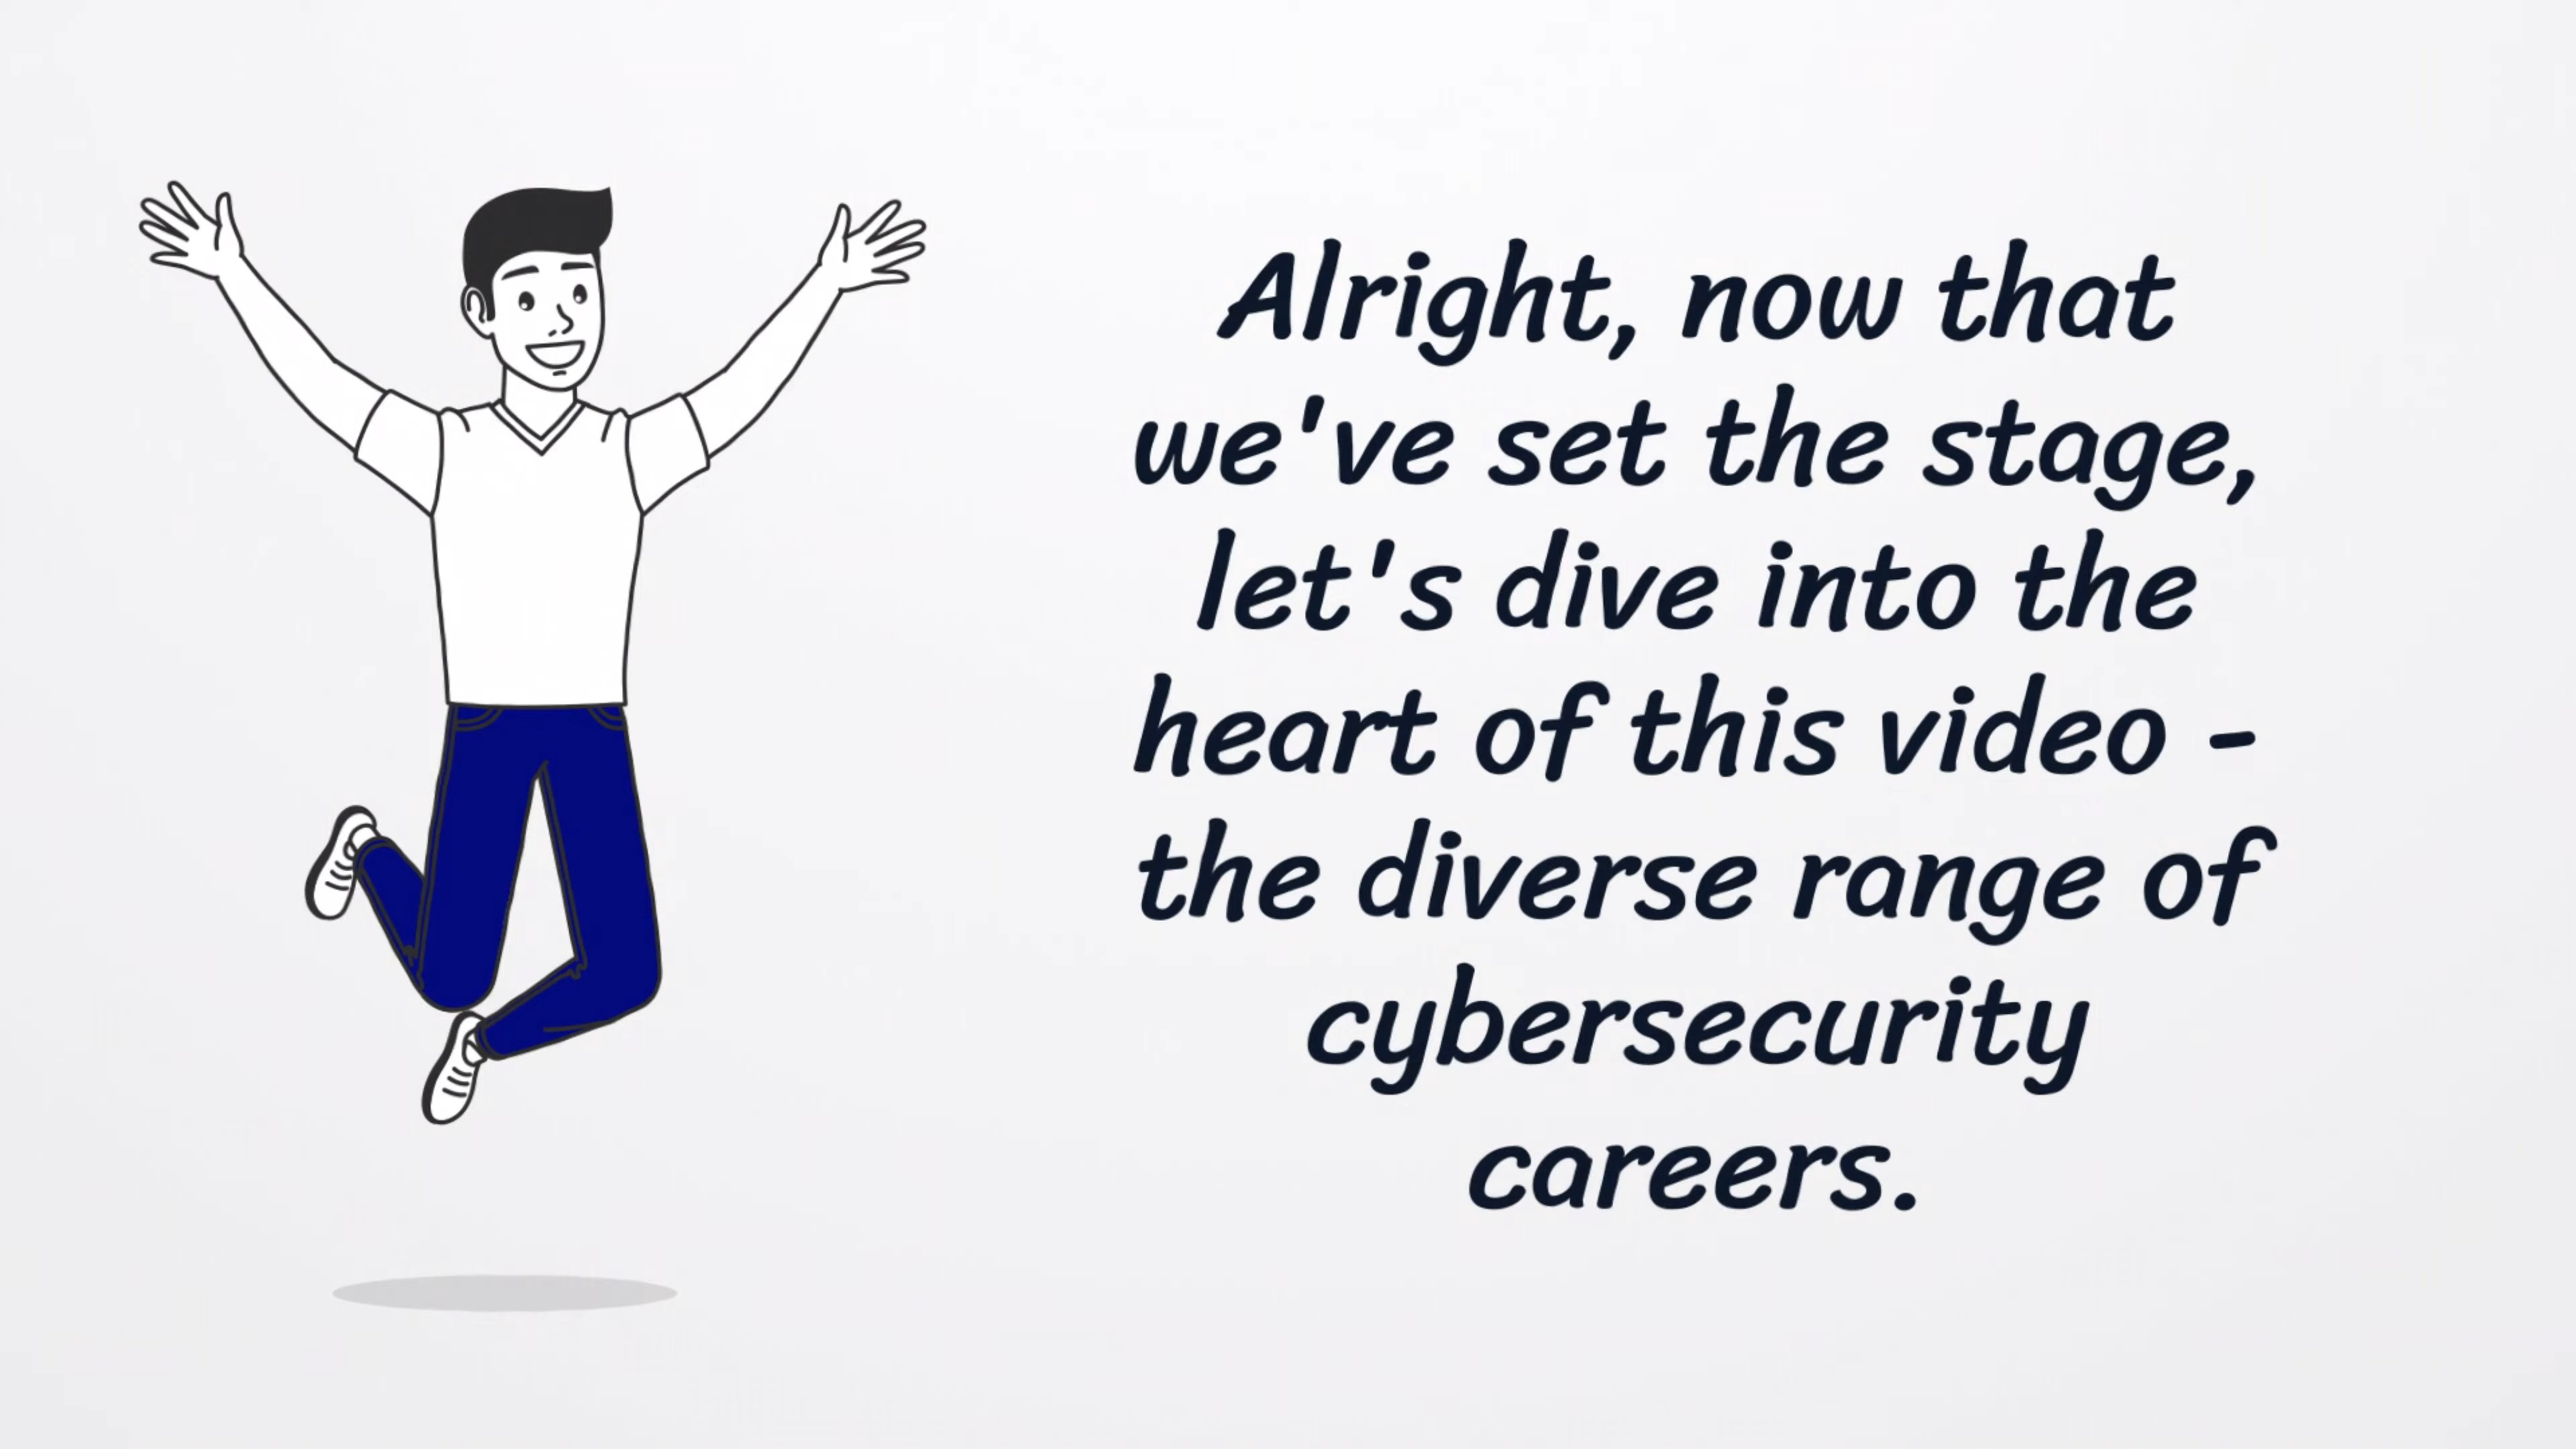 Alright, now that
we've set the stage,
let's dive into the
heart of this video -
the diverse range of
cybersecurity
careers.